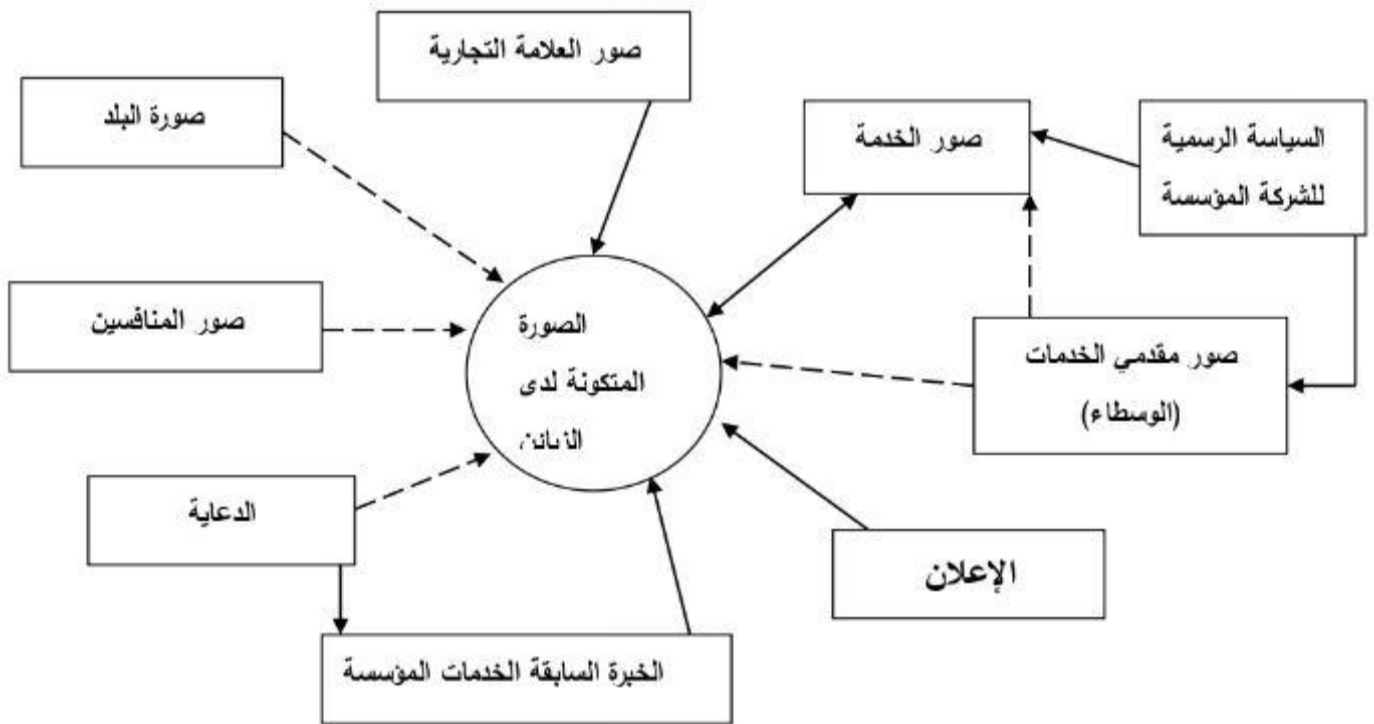 صور العلامة التجارية
صورة البلد
صور الخدمة
السياسة الرسمية
للشركة المؤسسة
صور المنافسين
الصورة
المتكونة لدى
الزبائن
صور مقدمي الخدمات
(الوسطاء)
الدعاية
الإعلان
الخبرة السابقة الخدمات المؤسسة